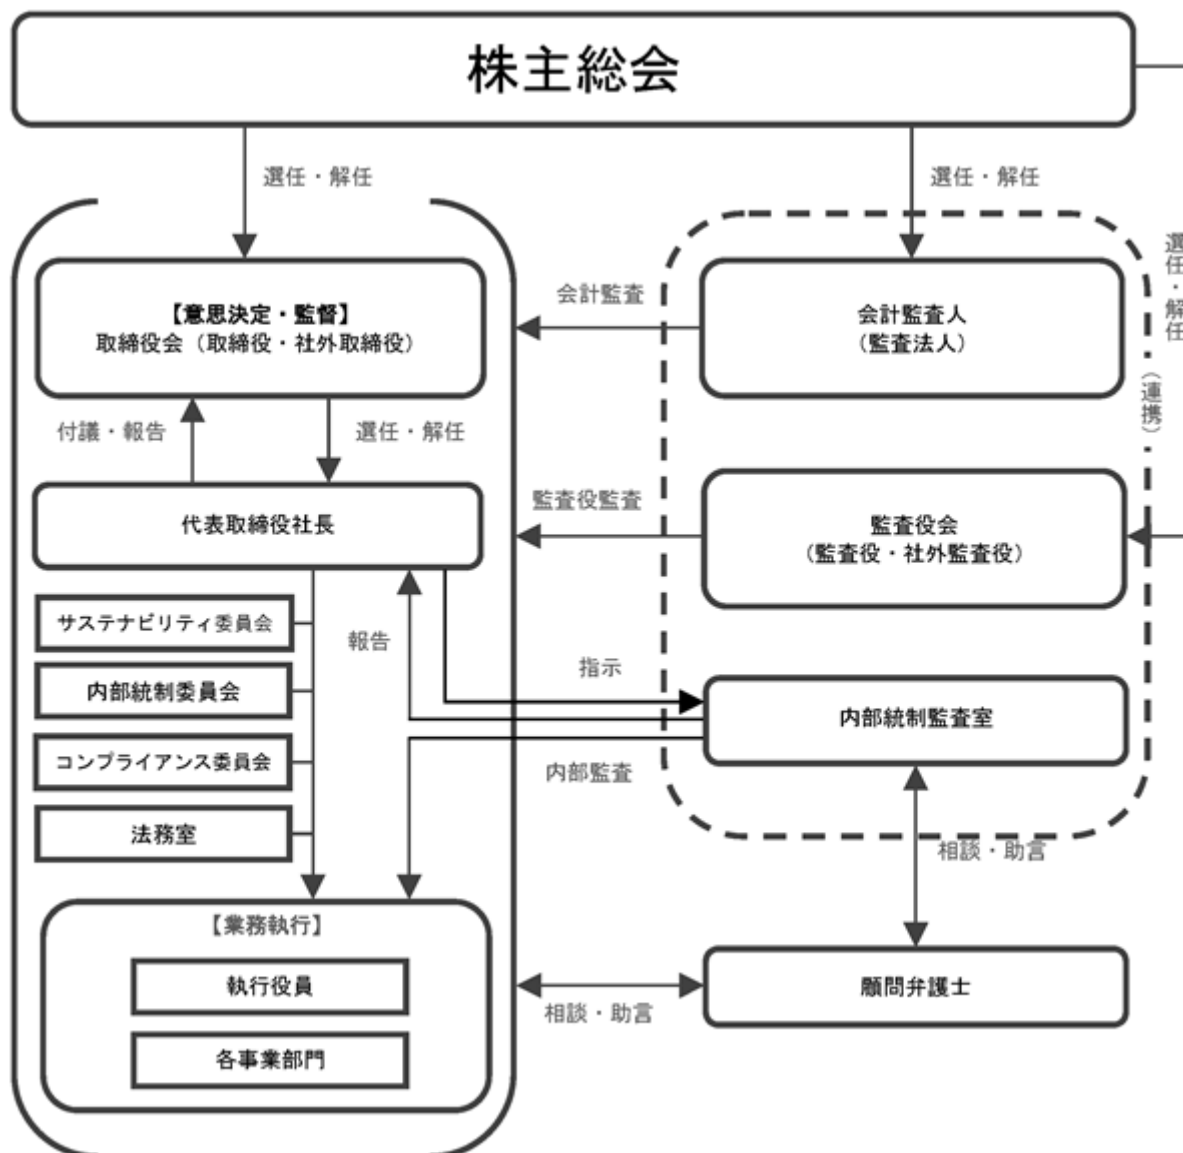 株主総会
選任・解任
選任・解任
選任・解任
【意思決定・監督】
取締役会（取締役・社外取締役）
会計監査
会計監査人
（監査法人）
（連携）
付議・報告
選任・解任
代表取締役社長
監査役監査
監査役会
（監査役・社外監査役）
サステナビリティ委員会
報告
指示
内部統制委員会
内部統制監査室
コンプライアンス委員会
内部監査
法務室
相談・助言
【業務執行】
執行役員
相談・助言
顧問弁護士
各事業部門